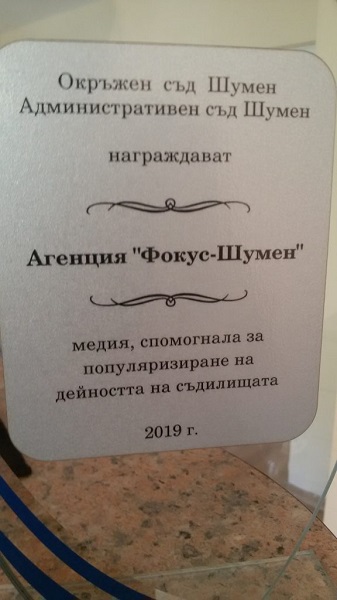 Окръжен съд Шумен
Административен съд Шумен
награждават
Агенция "Фокус-Шумен"
медия, спомогнала за
популяризиране на
дейността на съдилищата
2019 г.